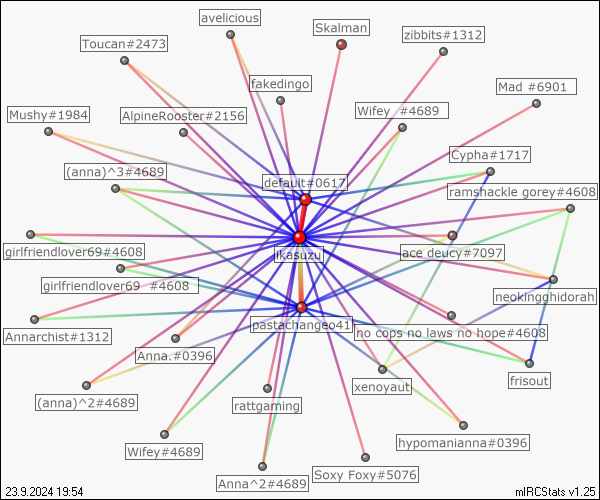 avelicious
Skalman
zibbits#1312
Toucan#2473
fakedingo
Mad #6901
Mushy#1984
AlpineRooster#2156
Wifey  #4689
Cypha#1717
(anna)^3#4689
default#0617
ramshackle gorey#4608
girlfriendlover69#4608
ikasuzu
ace deucy#7097
girlfriendlover69  #4608
neokingghidorah
Annarchist#1312
pastachangeo41
no cops no laws no hope#4608
Anna.#0396
frisout
xenoyaut
(anna)^2#4689
rattgaming
hypomanianna#0396
Wifey#4689
Anna^2#4689
Soxy Foxy#5076
23.9.2024 19:54
mIRCStats v1.25